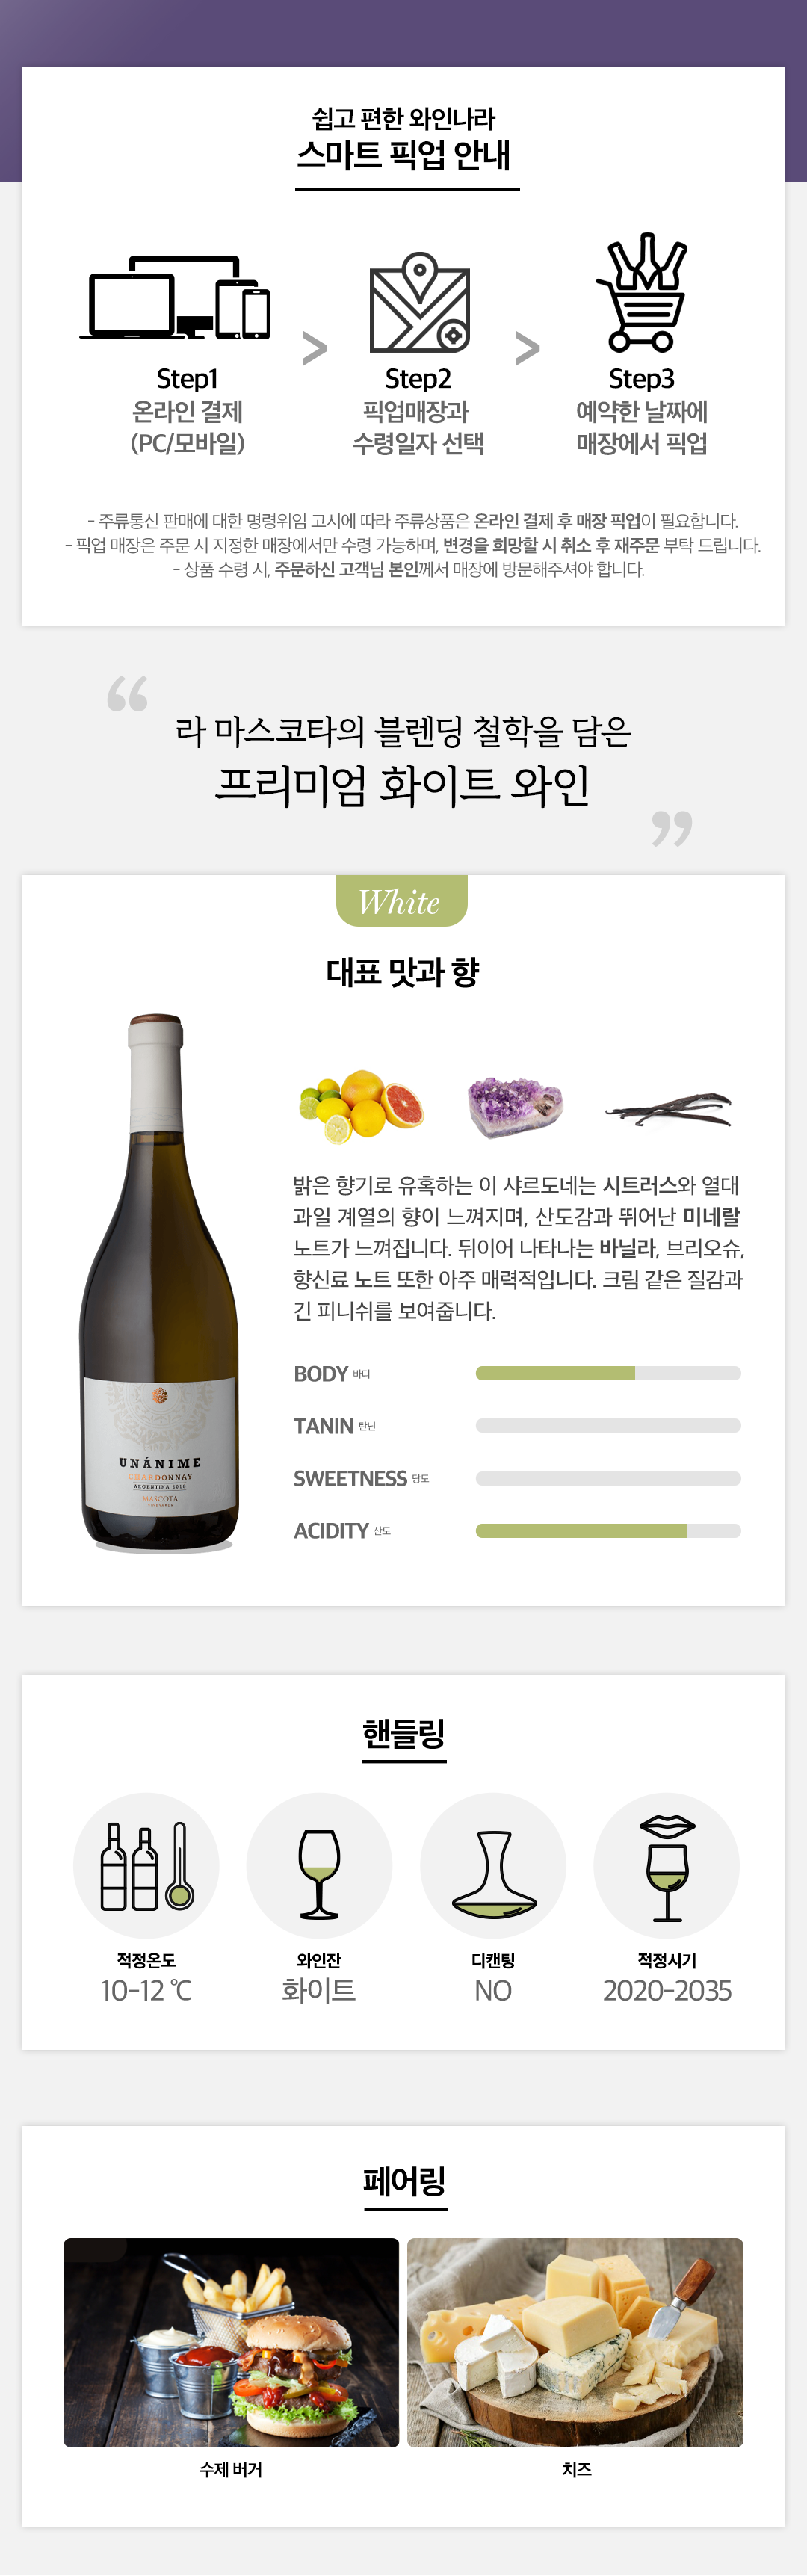 쉽고 편한 와인나라
스마트 픽업 안내
Step1
온라인 결제
(PC/모바일)
>
Step2
픽업매장과
수령일자 선택
>
Step3
예약한 날짜에
매장에서 픽업
- 주류통신 판매에 대한 명령위임 고시에 따라 주류상품은 온라인 결제 후 매장 픽업이 필요합니다.
- 픽업 매장은 주문 시 지정한 매장에서만 수령 가능하며, 변경을 희망할 시 취소 후 재주문 부탁 드립니다.
- 상품 수령 시, 주문하신 고객님 본인께서 매장에 방문해주셔야 합니다.
“
라 마스코타의 블렌딩 철학을 담은
프리미엄 화이트 와인
”
White
대표 맛과 향
밝은 향기로 유혹하는 이 샤르도네는 시트러스와 열대
과일 계열의 향이 느껴지며, 산도감과 뛰어난 미네랄
노트가 느껴집니다. 뒤이어 나타나는 바닐라, 브리오슈,
향신료 노트 또한 아주 매력적입니다. 크림 같은 질감과
긴 피니쉬를 보여줍니다.
BODY 바디
TANIN 탄닌
SWEETNESS 당도
ACIDITY 산도
UNÁNIME
CHARDONNAY
ARGENTINA 2018
MASCOTA
VINEYARDS
핸들링
적정온도
10-12 ℃
와인잔
화이트
디캔팅
NO
적정시기
2020-2035
페어링
수제 버거
치즈